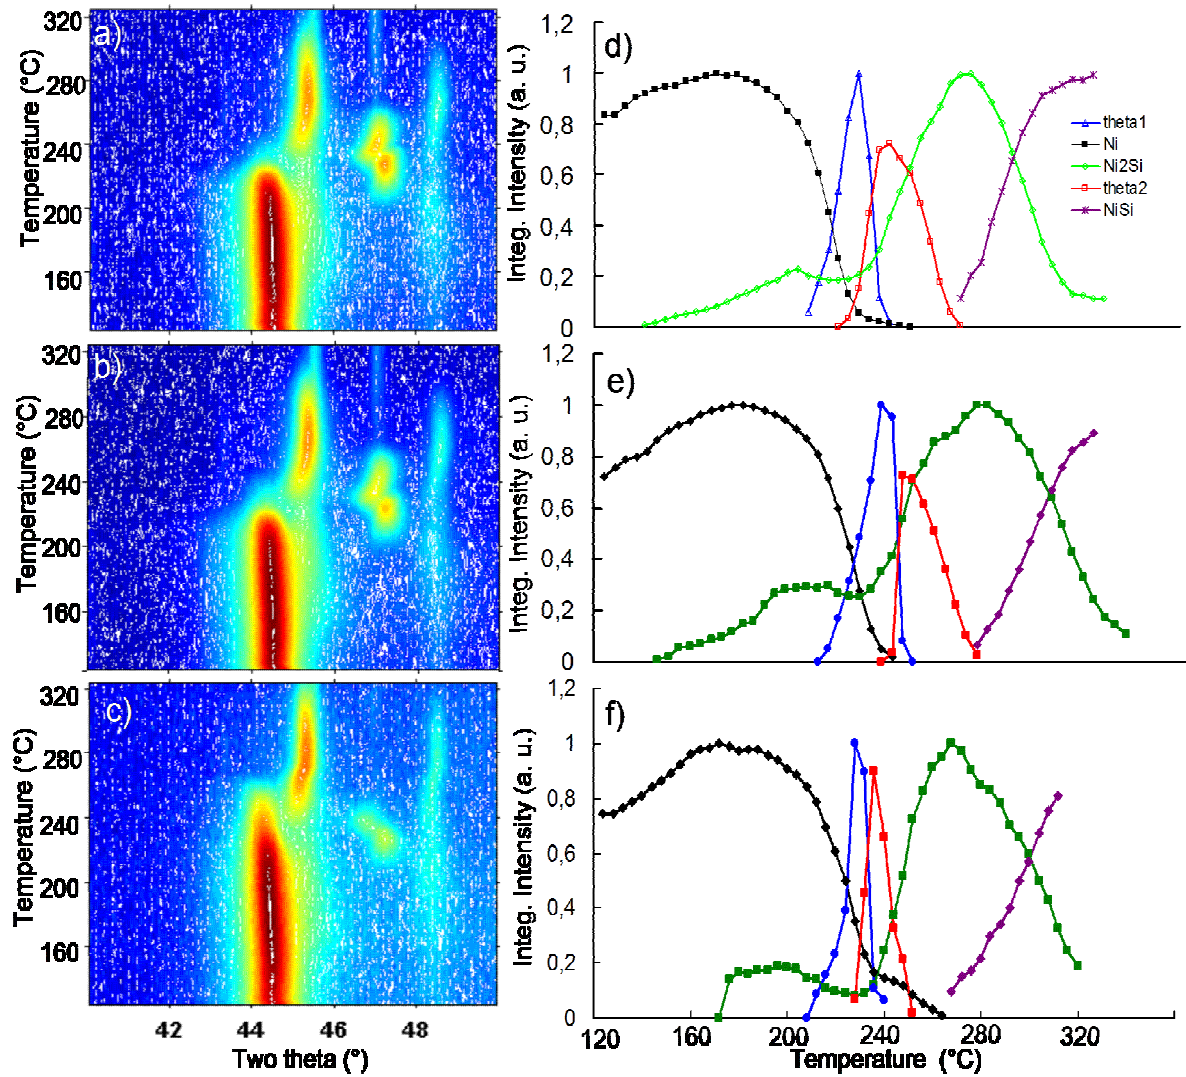 a)
320
280
240
200
160
Temperature (°C)
b)
320
280
240
200
160
Temperature (°C)
c)
320
280
240
200
160
Temperature (°C)
42 44 46 48
Two theta (°)
d)
1,2
1
0,8
0,6
0,4
0,2
0
Integ. Intensity (a. u.)
theta1
Ni
Ni2Si
theta2
NiSi
e)
1,2
1
0,8
0,6
0,4
0,2
0
Integ. Intensity (a. u.)
f)
1,2
1
0,8
0,6
0,4
0,2
0
Integ. Intensity (a. u.)
120 160 200 240 280 320
Temperature (°C)